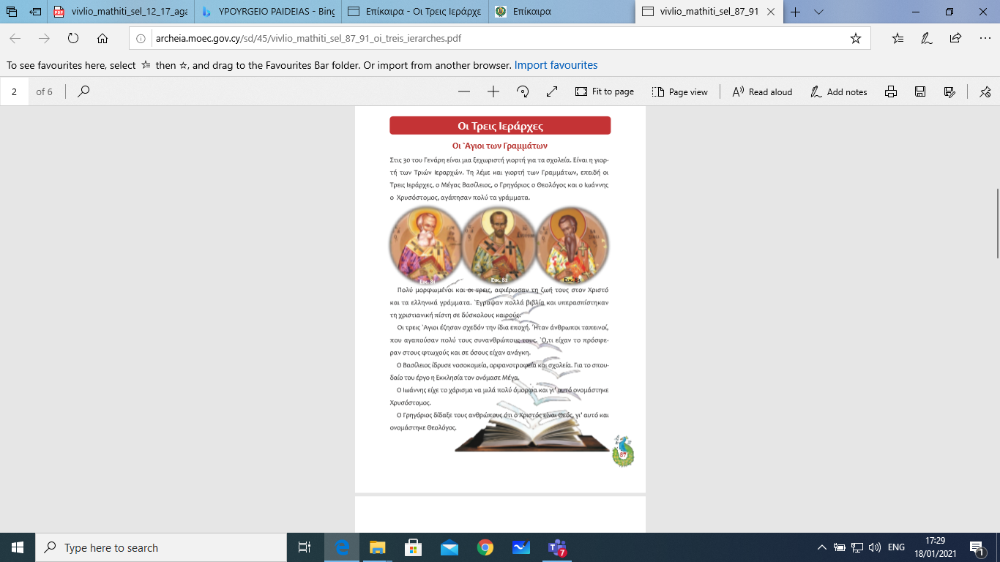 vivlio_mathiti_sel_12_17_aga
YPOYRGEIO PAIDEIAS - Bing
Επίκαιρα - Οι Τρεις Ιεράρχε
Επίκαιρα
vivlio_mathiti_sel_87_91
archeia.moec.gov.cy/sd/45/vivlio_mathiti_sel_87_91_oi_treis_ierarches.pdf
To see favourites here, select then ☆, and drag to the Favourites Bar folder. Or import from another browser. Import favourites
2 of 6 Fit to page Page view Read aloud Add notes
Οι Τρεις Ιεράρχες
Οι `Αγιοι των Γραμμάτων
Στις 30 του Γενάρη είναι μια ξεχωριστή γιορτή για τα σχολεία. Είναι η γιορ-
τή των Τριών Ιεραρχών. Τη λέμε και γιορτή των Γραμμάτων, επειδή οι
Τρεις Ιεράρχες, ο Μέγας Βασίλειος, ο Γρηγόριος ο Θεολόγος και ο Ιωάννης
ο Χρυσόστομος, αγάπησαν πολύ τα γράμματα.
Εικ. 81 Εικ. 82 Εικ. 83
Πολύ μορφωμένοι και οι τρεις, αφιέρωσαν τη ζωή τους στον Χριστό
και τα ελληνικά γράμματα. `Εγραψαν πολλά βιβλία και υπερασπίστηκαν
τη χριστιανική πίστη σε δύσκολους καιρούς.
Οι τρεις `Αγιοι έζησαν σχεδόν την ίδια εποχή. Ήταν άνθρωποι ταπεινοί,
που αγαπούσαν πολύ τους συνανθρώπους τους. `Ο,τι είχαν το πρόσφε-
ραν στους φτωχούς και σε όσους είχαν ανάγκη.
Ο Βασίλειος ίδρυσε νοσοκομεία, ορφανοτροφεία και σχολεία. Για το σπου-
δαίο του έργο η Εκκλησία τον ονόμασε Μέγα.
Ο Ιωάννης είχε το χάρισμα να μιλά πολύ όμορφα και γι' αυτό ονομάστηκε
Χρυσόστομος.
Ο Γρηγόριος δίδαξε τους ανθρώπους ότι ο Χριστός είναι Θεός, γι' αυτό και
ονομάστηκε Θεολόγος.
87
Type here to search
7
ENG
17:29
18/01/2021
1